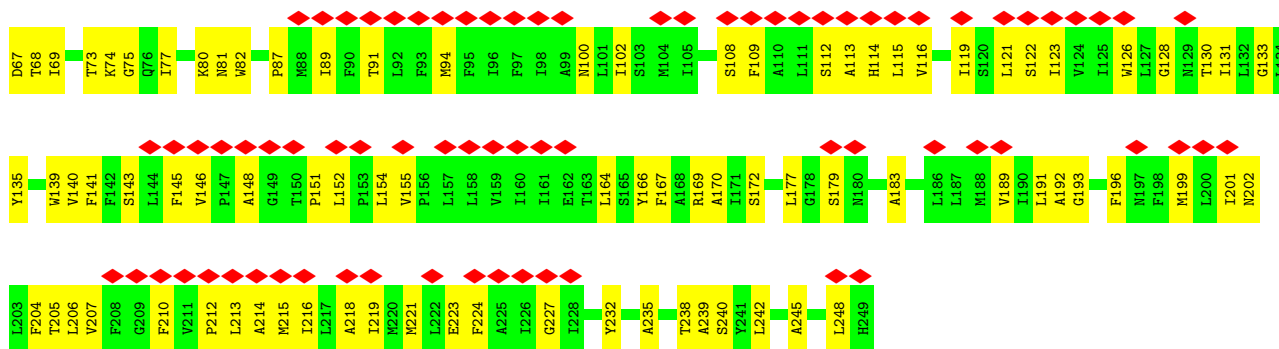 D67 T68 I69 T73 K74 G75 Q76 I77 K80 N81 W82 P87 M88 I89 F90 T91 L92 F93 M94 F95 I96 F97 I98 A99 N100 L101 I102 S103 M104 I105 S108 F109 A110 L111 S112 A113 H114 L115 V116 I119 S120 L121 S122 I123 V124 I125 W126 L127 G128 N129 T130 I131 L132 G133
Y135 W139 V140 F141 F142 S143 L144 F145 V146 P147 A148 G149 T150 P151 L152 P153 L154 V155 P156 L157 L158 V159 I160 I161 E162 T163 L164 S165 Y166 F167 A168 R169 A170 I171 S172 L177 G178 S179 N180 A183 L186 L187 M188 V189 I190 L191 A192 G193 F196 N197 F198 M199 L200 I201 N202
L203 F204 T205 L206 V207 F208 G209 F210 V211 P212 L213 A214 M215 I216 L217 A218 I219 M220 M221 L222 E223 F224 A225 I226 G227 I228 Y232 A235 T238 A239 S240 Y241 L242 A245 L248 H249